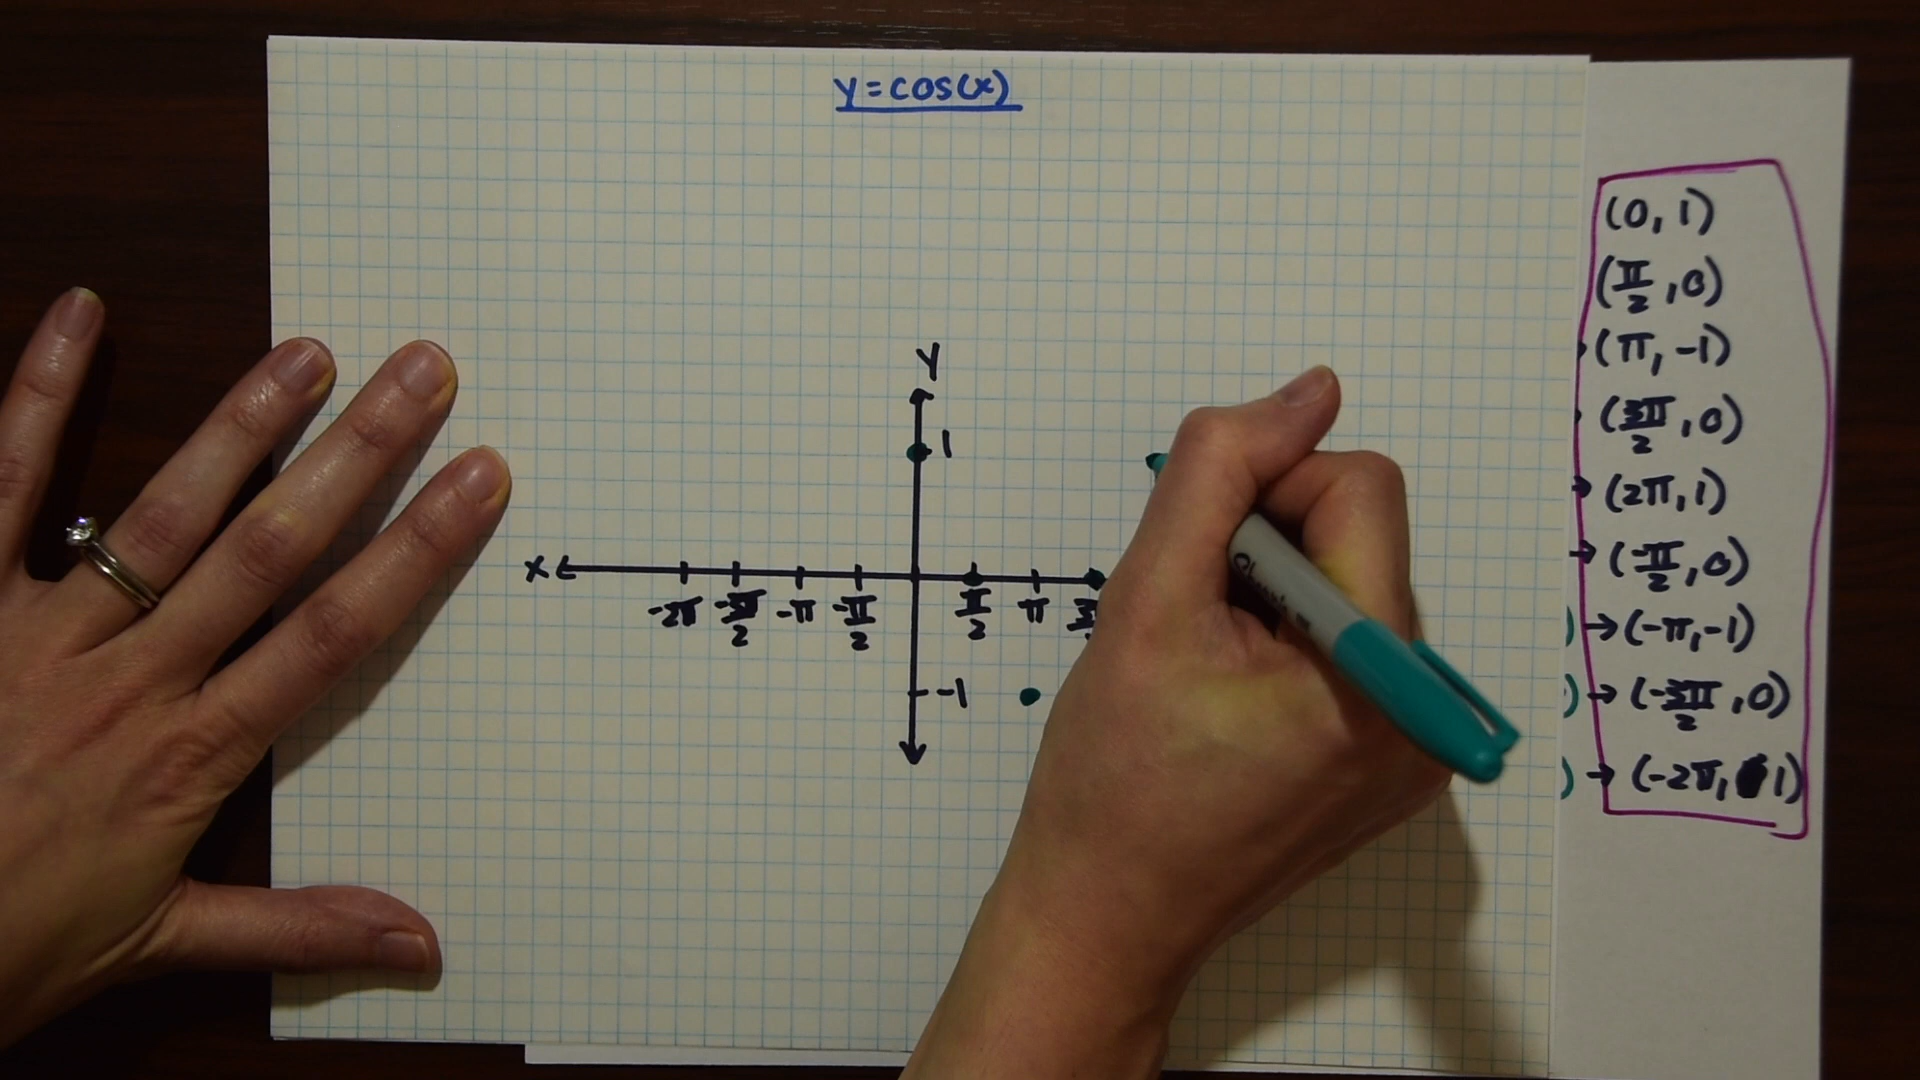 y=cos(x)
(0, 1)
(π/2, 0)
(π, -1)
(3π/2, 0)
→ (2π, 1)
→ (-π/2, 0)
) → (-π, -1)
) → (-3π/2, 0)
) → (-2π, 1)
y
1
x
-2π -3π/2 -π -π/2 π/2 π 3
-1